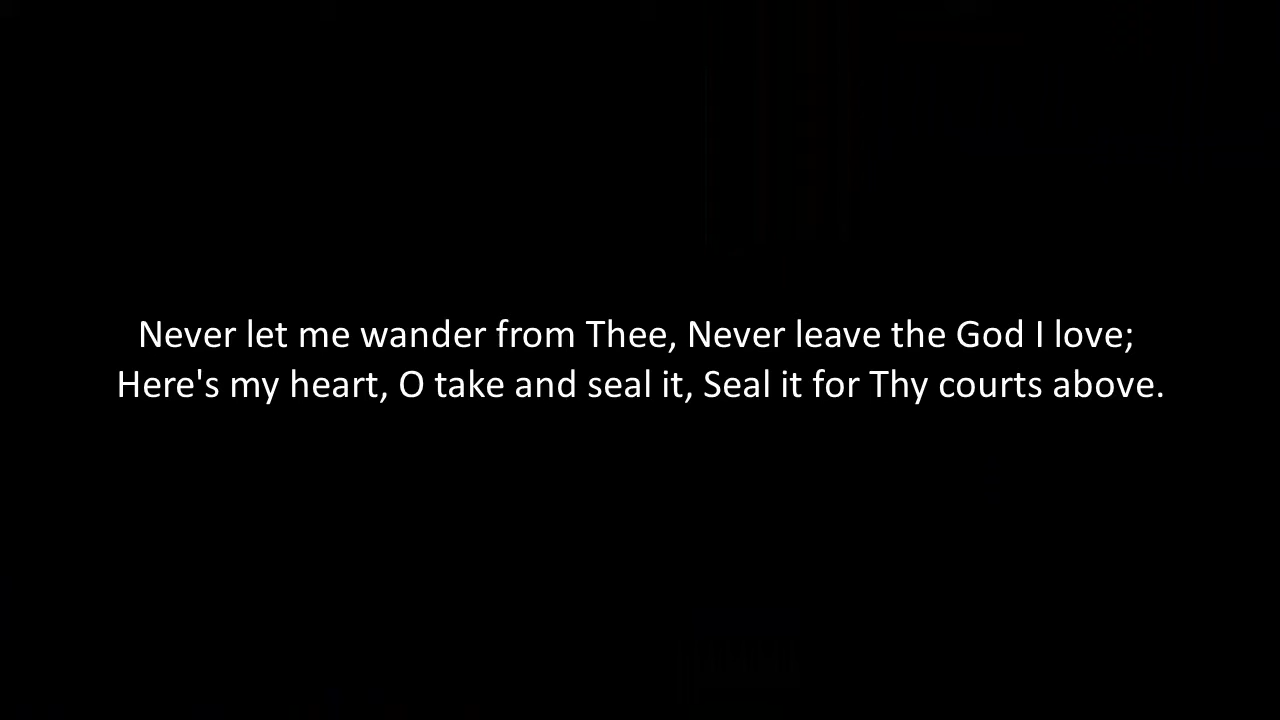 Never let me wander from Thee, Never leave the God I love;
Here's my heart, O take and seal it, Seal it for Thy courts above.